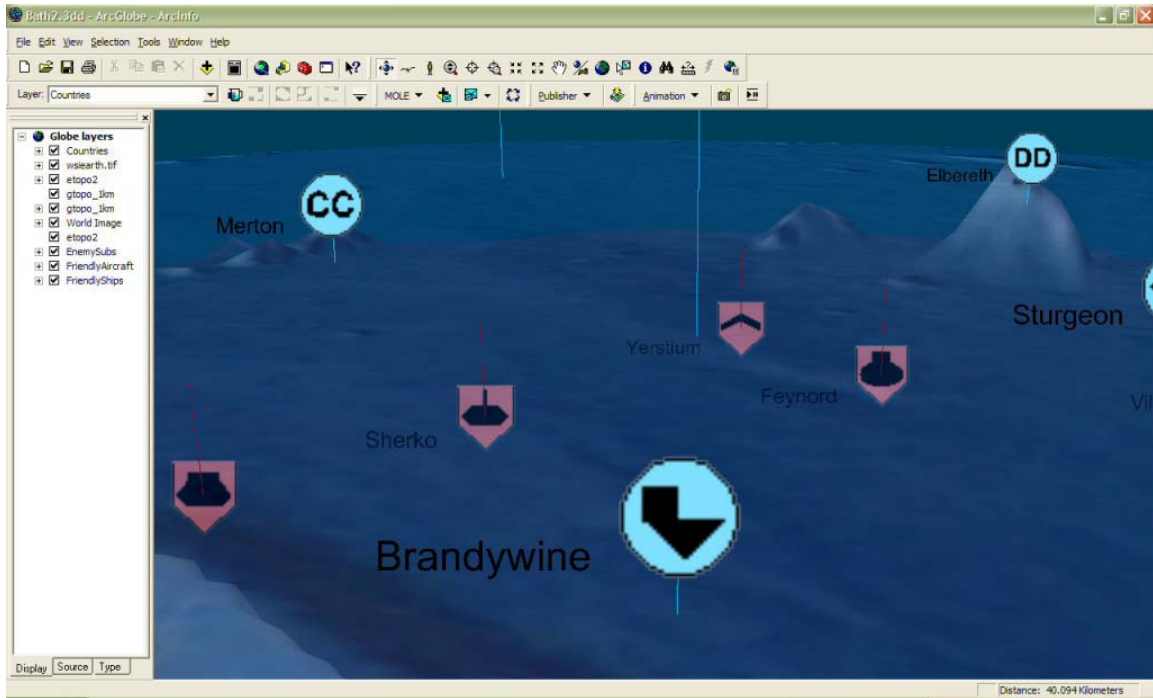 Bath2.3dd - ArcGlobe - ArcInfo
File Edit View Selection Tools Window Help
Layer: Countries MOLE Publisher Animation
Globe layers
Countries
wsiearth.tif
etopo2
gtopo_1km
gtopo_1km
World Image
etopo2
EnemySubs
FriendlyAircraft
FriendlyShips
DD
Elbereth
CC
Merton
Sturgeon
Yerstium
Feynord
Vil
Sherko
Brandywine
Display Source Type
Distance: 40.094 Kilometers